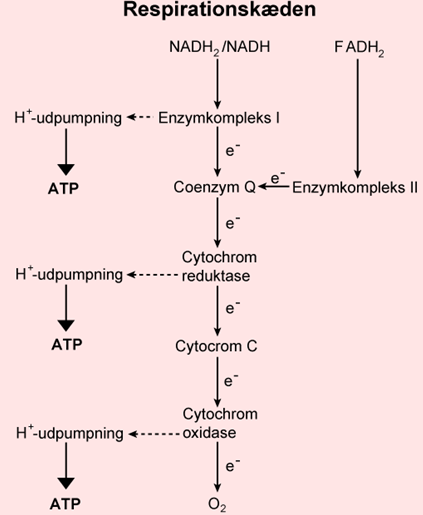 Respirationskæden
NADH₂/NADH
FADH₂
H⁺-udpumpning
Enzymkompleks I
e⁻
ATP
Coenzym Q
e⁻
Enzymkompleks II
e⁻
H⁺-udpumpning
Cytochrom
reduktase
e⁻
ATP
Cytocrom C
e⁻
H⁺-udpumpning
Cytochrom
oxidase
e⁻
ATP
O₂